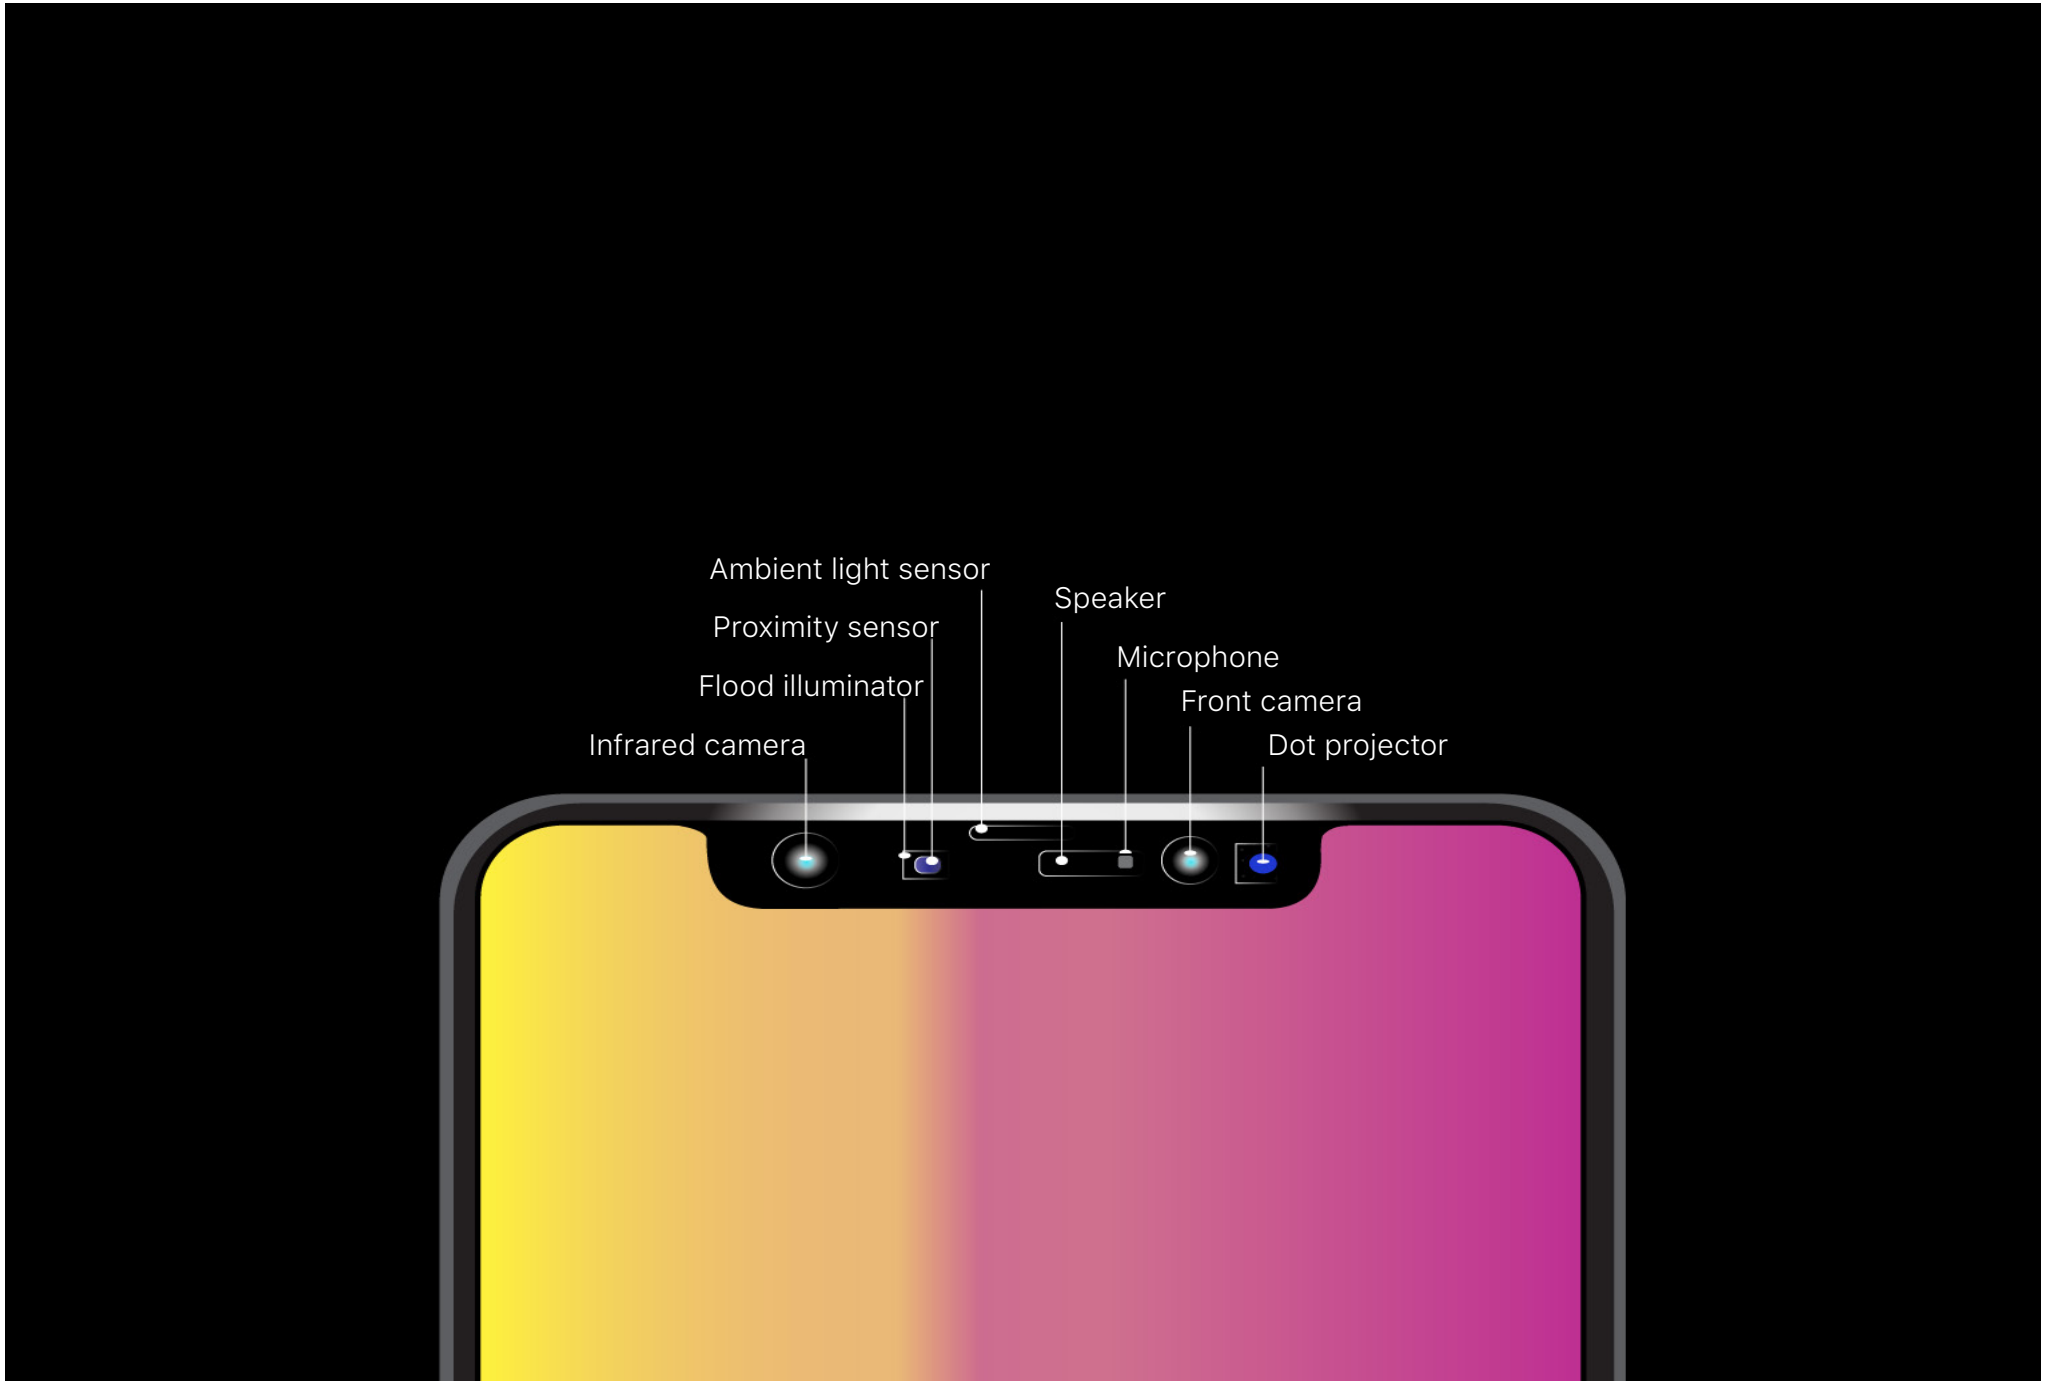 Ambient light sensor
Speaker
Proximity sensor
Microphone
Flood illuminator
Front camera
Infrared camera
Dot projector